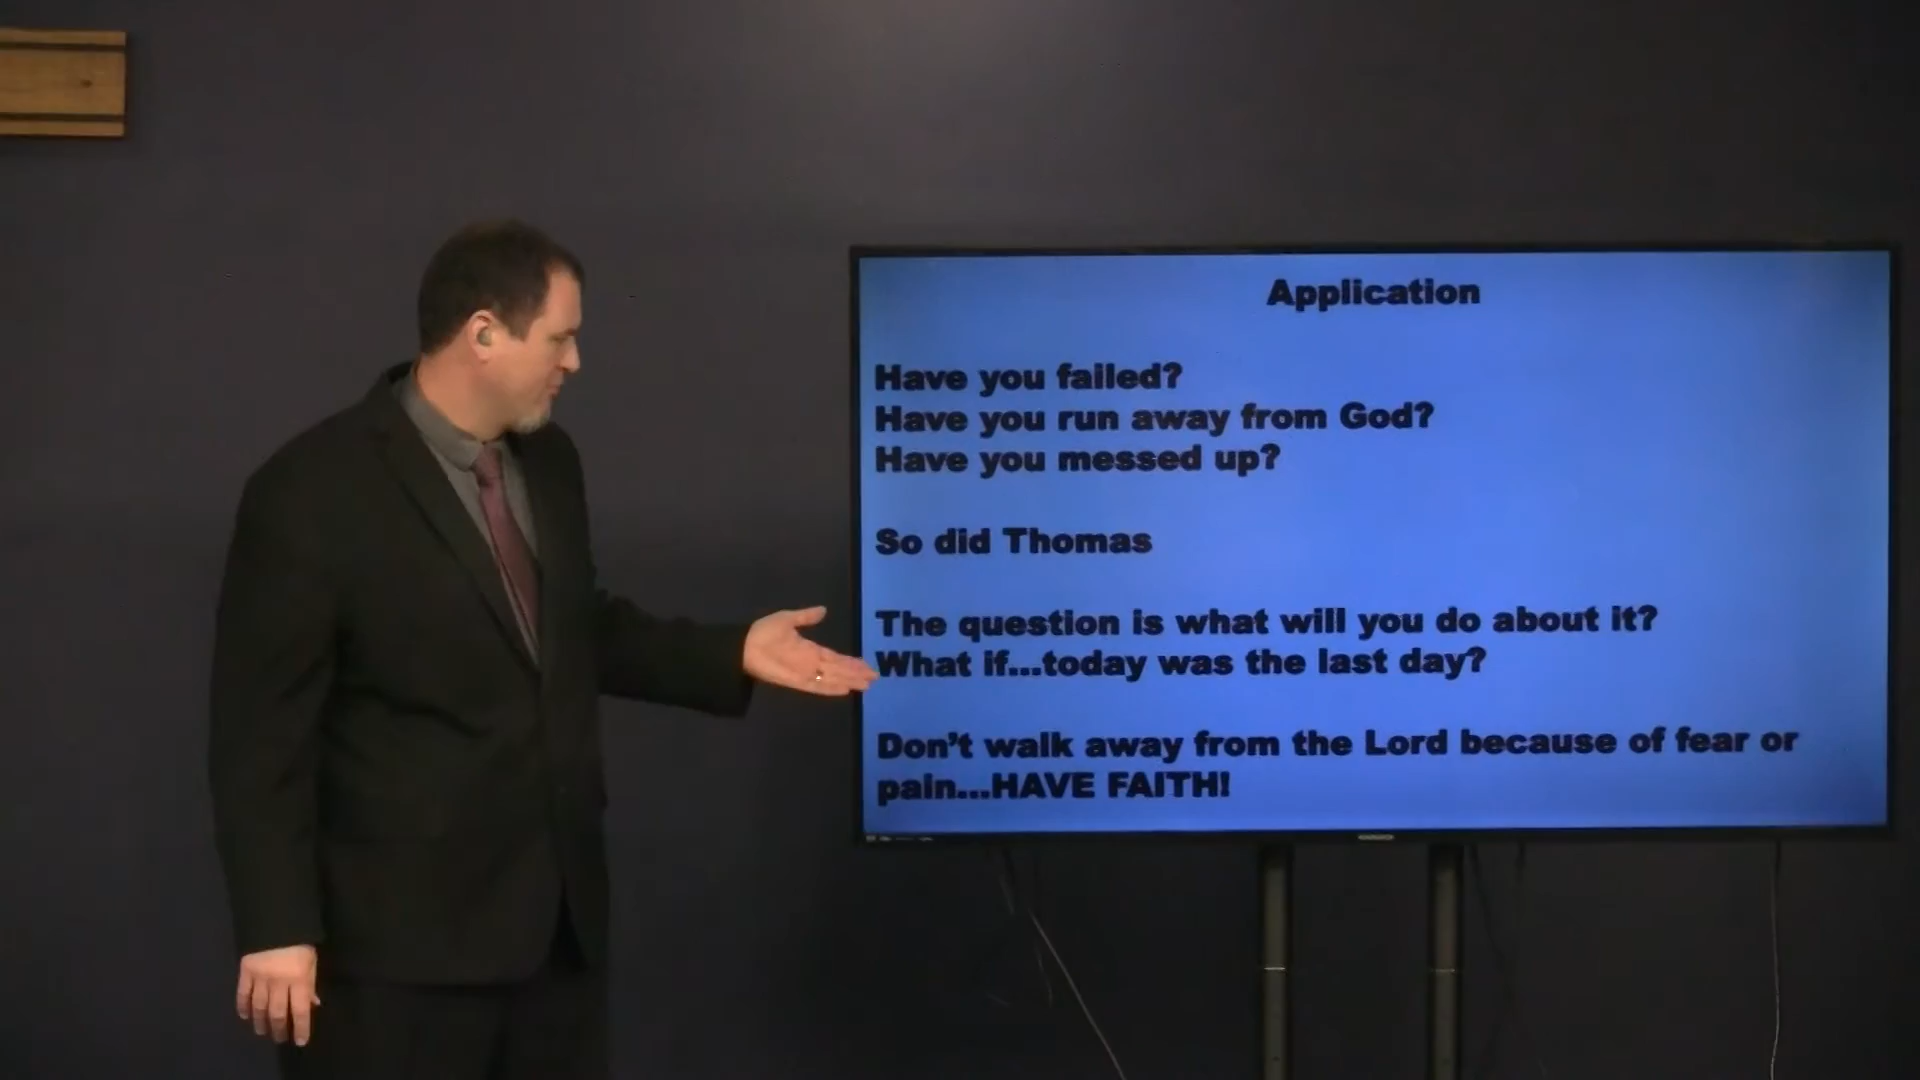 Application
Have you failed?
Have you run away from God?
Have you messed up?
So did Thomas
The question is what will you do about it?
What if...today was the last day?
Don't walk away from the Lord because of fear or
pain...HAVE FAITH!